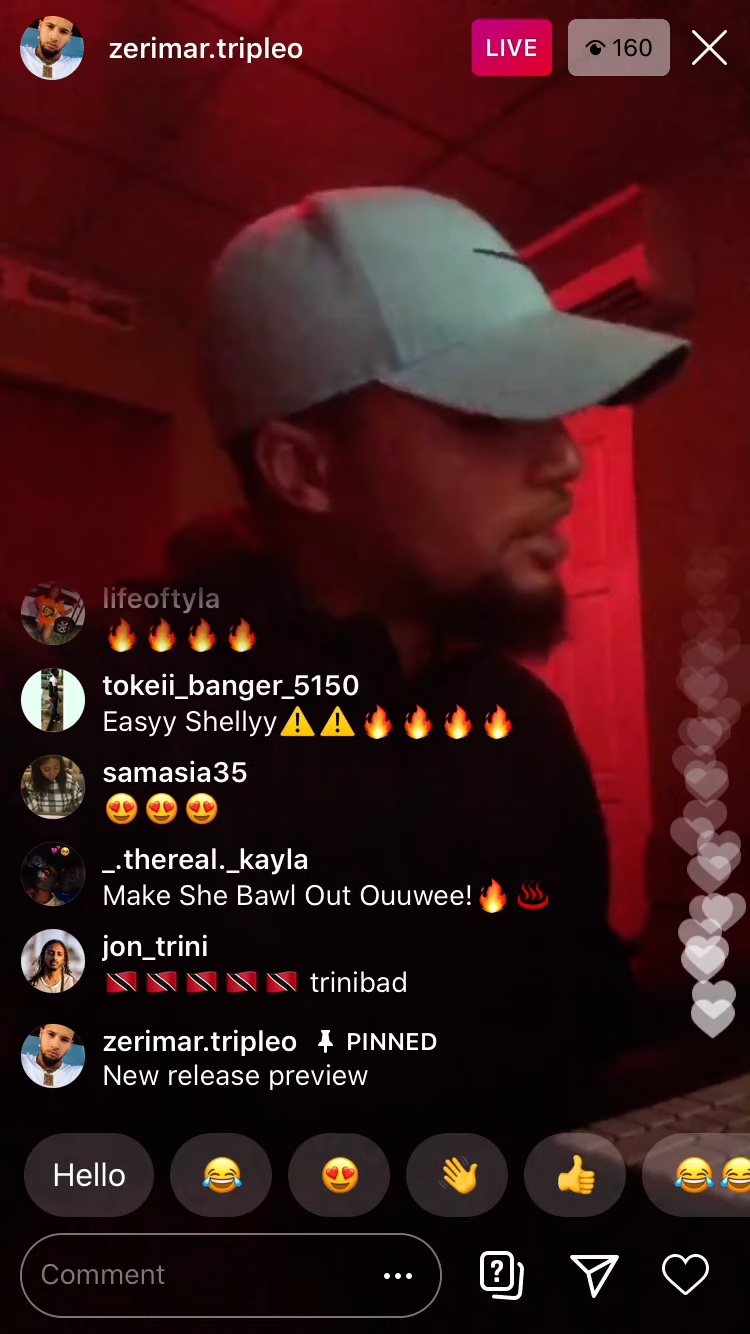 zerimar.tripleo
LIVE
160
lifeoftyla
🔥🔥🔥🔥
tokeii_banger_5150
Easyy Shellyy⚠️⚠️🔥🔥🔥🔥
samasia35
😍😍😍
_.thereal._kayla
Make She Bawl Out Ouuwee!🔥♨️
jon_trini
🇹🇹🇹🇹🇹🇹🇹🇹🇹🇹 trinibad
zerimar.tripleo PINNED
New release preview
Hello 😂 😍 👋 👍 😂😂
Comment